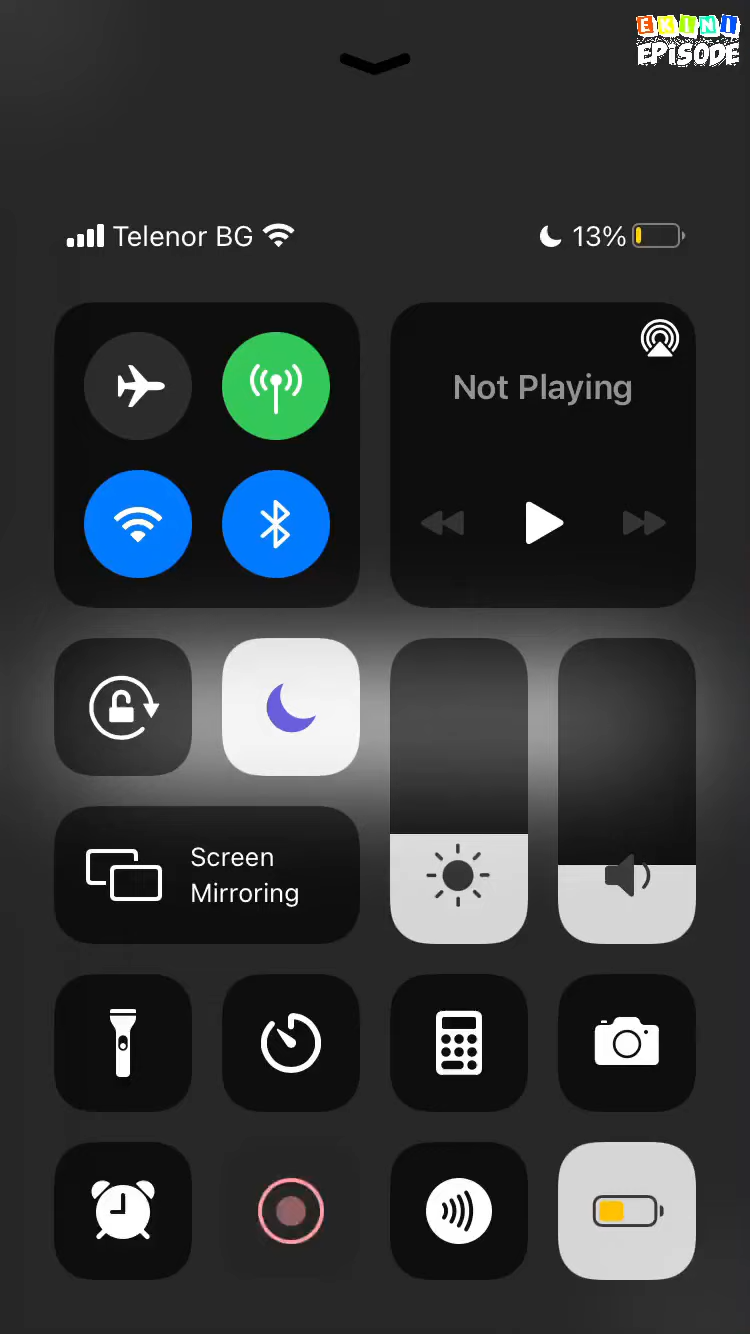 EKINI
EPISODE
Telenor BG
13%
Not Playing
Screen
Mirroring